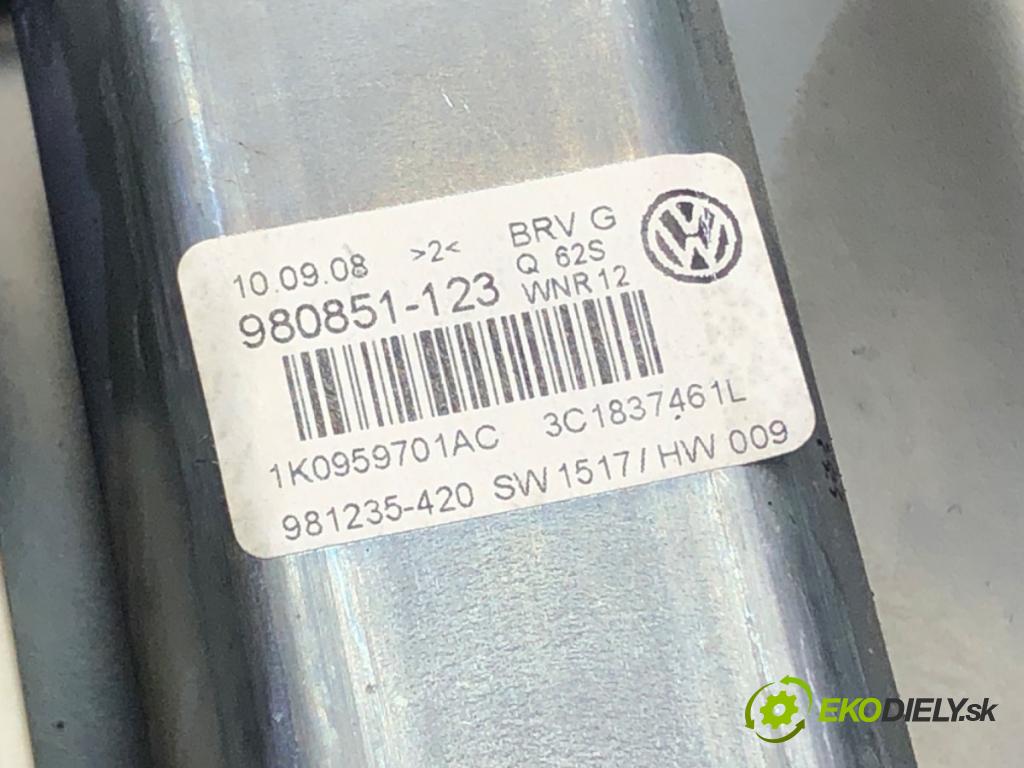 10.09.08 >2< BRV G
Q 62S
980851-123 WNR12
1K0959701AC 3C1837461L
981235-420 SW1517/HW 009
EKODIELY.sk